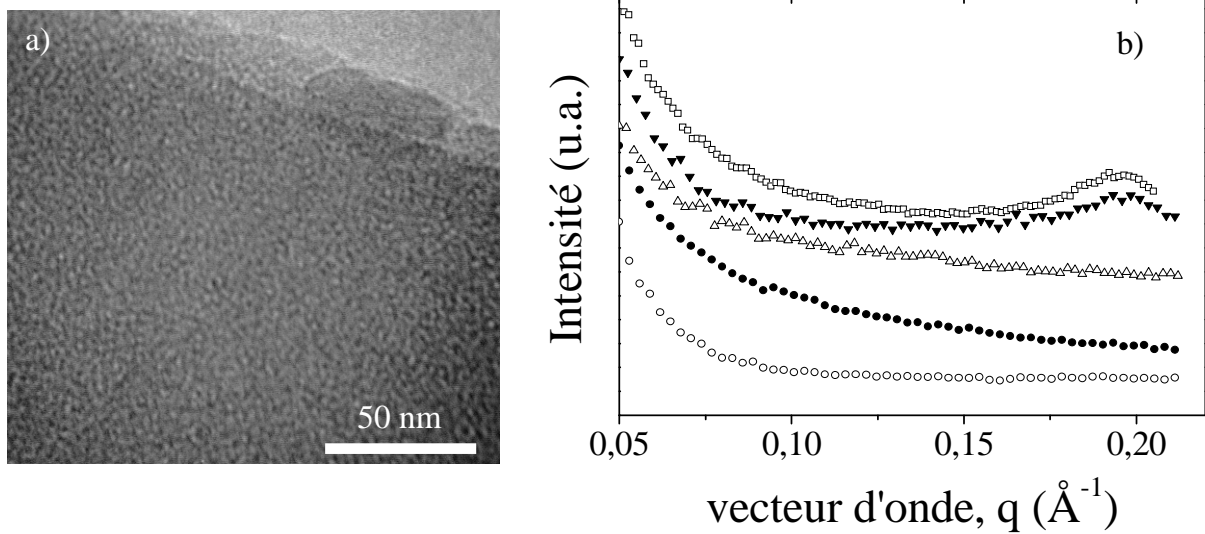 a)
50 nm
b)
Intensité (u.a.)
0,05 0,10 0,15 0,20
vecteur d'onde, q (Å⁻¹)